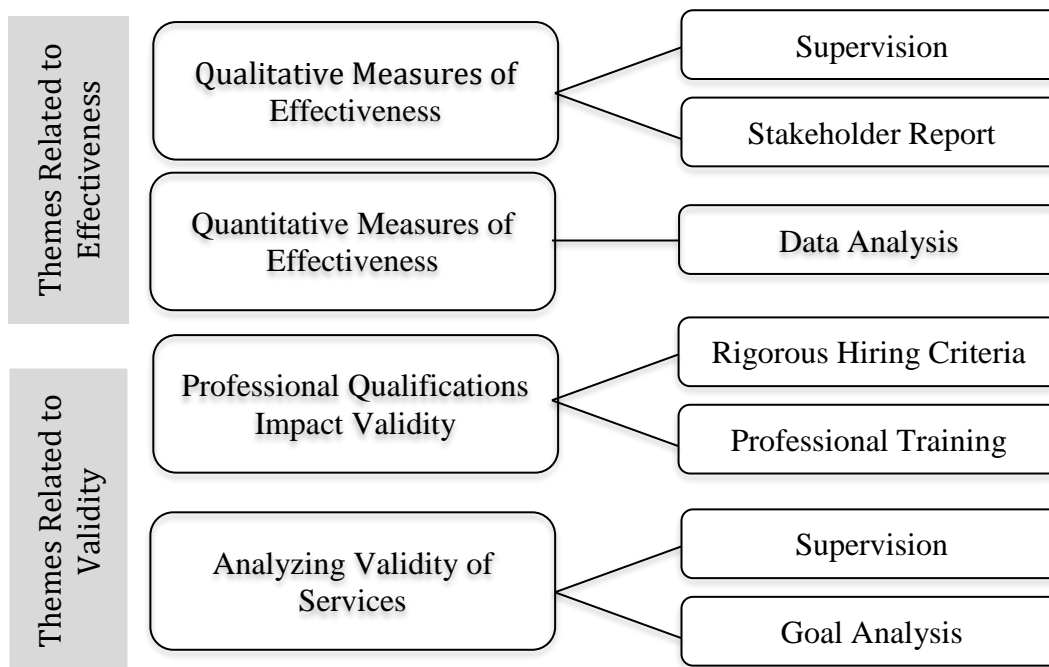 Themes Related to
Effectiveness
Qualitative Measures of
Effectiveness
Supervision
Stakeholder Report
Quantitative Measures of
Effectiveness
Data Analysis
Themes Related to
Validity
Professional Qualifications
Impact Validity
Rigorous Hiring Criteria
Professional Training
Analyzing Validity of
Services
Supervision
Goal Analysis